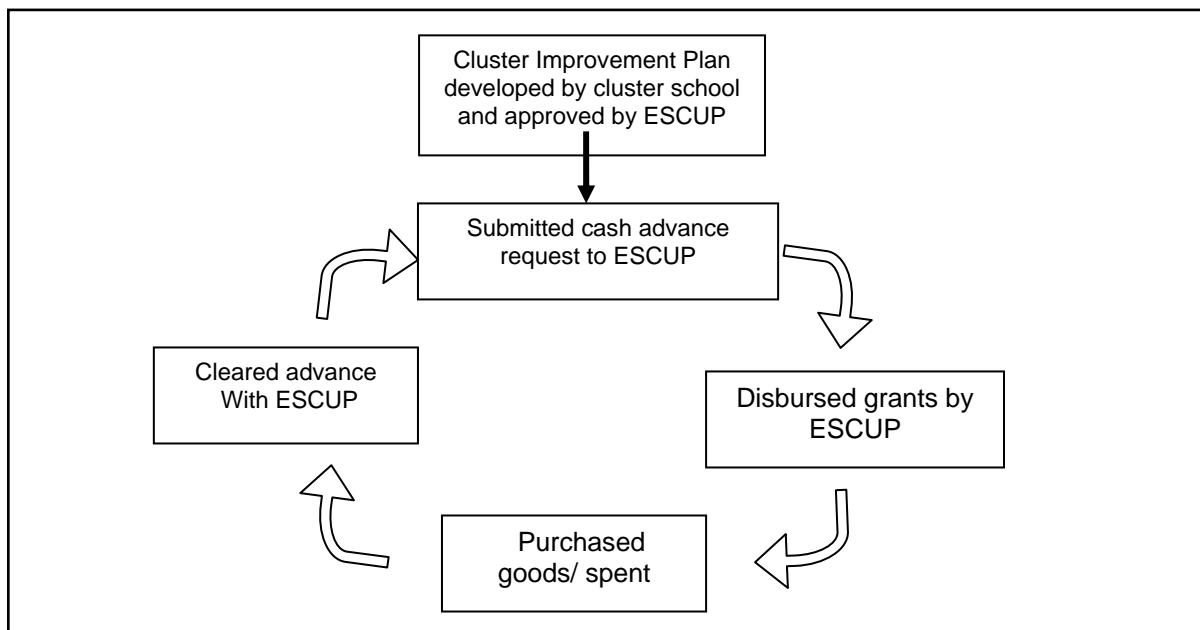 Cluster Improvement Plan
developed by cluster school
and approved by ESCUP
Submitted cash advance
request to ESCUP
Cleared advance
With ESCUP
Disbursed grants by
ESCUP
Purchased
goods/ spent